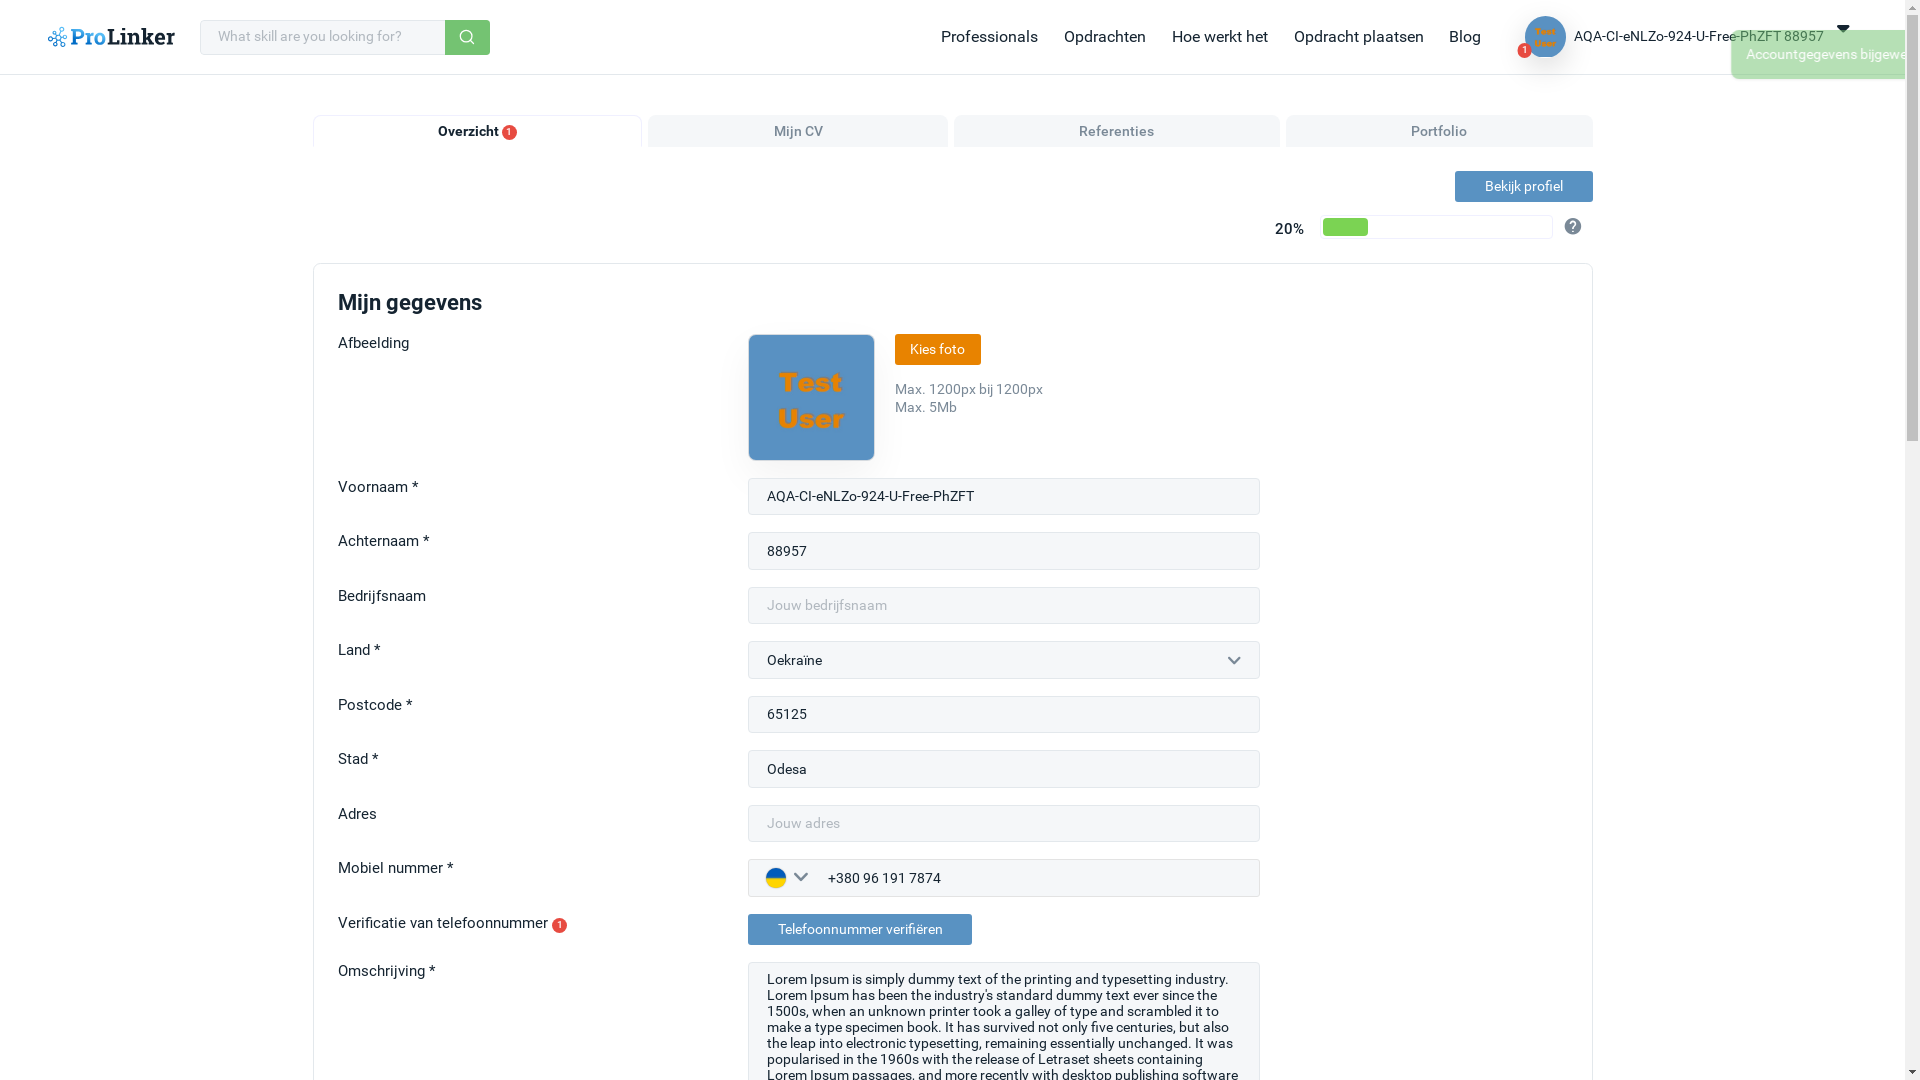 ProLinker
What skill are you looking for?
Professionals
Opdrachten
Hoe werkt het
Opdracht plaatsen
Blog
Test
User
1
AQA-CI-eNLZo-924-U-Free-PhZFT 88957
Accountgegevens
Overzicht 1
Mijn CV
Referenties
Portfolio
Bekijk profiel
20%
?
Mijn gegevens
Afbeelding
Test
User
Kies foto
Max. 1200px bij 1200px
Max. 5Mb
Voornaam *
AQA-CI-eNLZo-924-U-Free-PhZFT
Achternaam *
88957
Bedrijfsnaam
Jouw bedrijfsnaam
Land *
Oekraïne
Postcode *
65125
Stad *
Odesa
Adres
Jouw adres
Mobiel nummer *
+380 96 191 7874
Verificatie van telefoonnummer 1
Telefoonnummer verifiëren
Omschrijving *
Lorem Ipsum is simply dummy text of the printing and typesetting industry.
Lorem Ipsum has been the industry's standard dummy text ever since the
1500s, when an unknown printer took a galley of type and scrambled it to
make a type specimen book. It has survived not only five centuries, but also
the leap into electronic typesetting, remaining essentially unchanged. It was
popularised in the 1960s with the release of Letraset sheets containing
Lorem Ipsum passages, and more recently with desktop publishing software